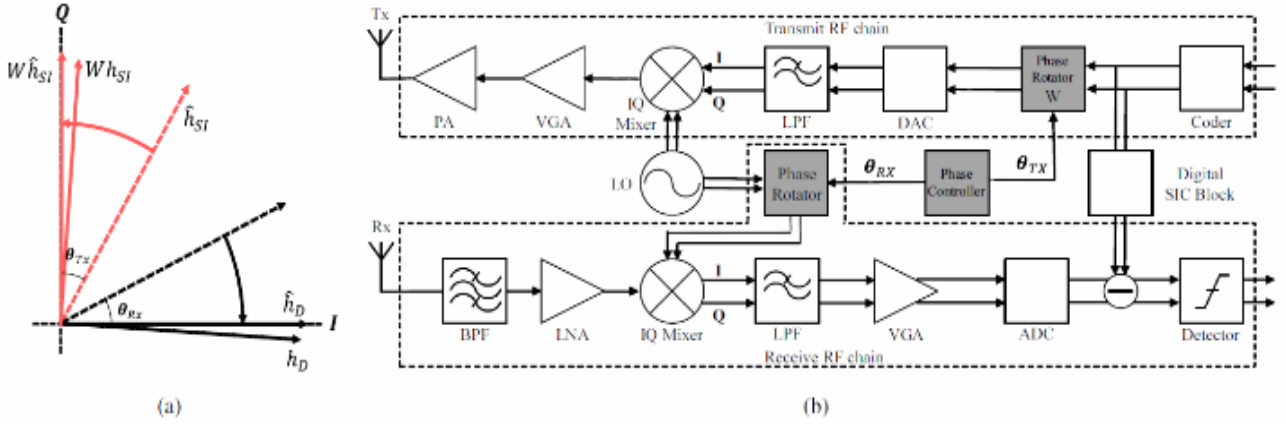 Q
Wĥ_SI
Wh_SI
ĥ_SI
θ_Tx
θ_Rx
ĥ_D
I
h_D
(a)
Tx
Transmit RF chain
I
Q
PA
VGA
IQ
Mixer
LPF
DAC
Phase
Rotator
W
Coder
LO
Phase
Rotator
θ_RX
Phase
Controller
θ_TX
Digital
SIC Block
Rx
I
Q
BPF
LNA
IQ Mixer
LPF
VGA
ADC
Detector
Receive RF chain
(b)